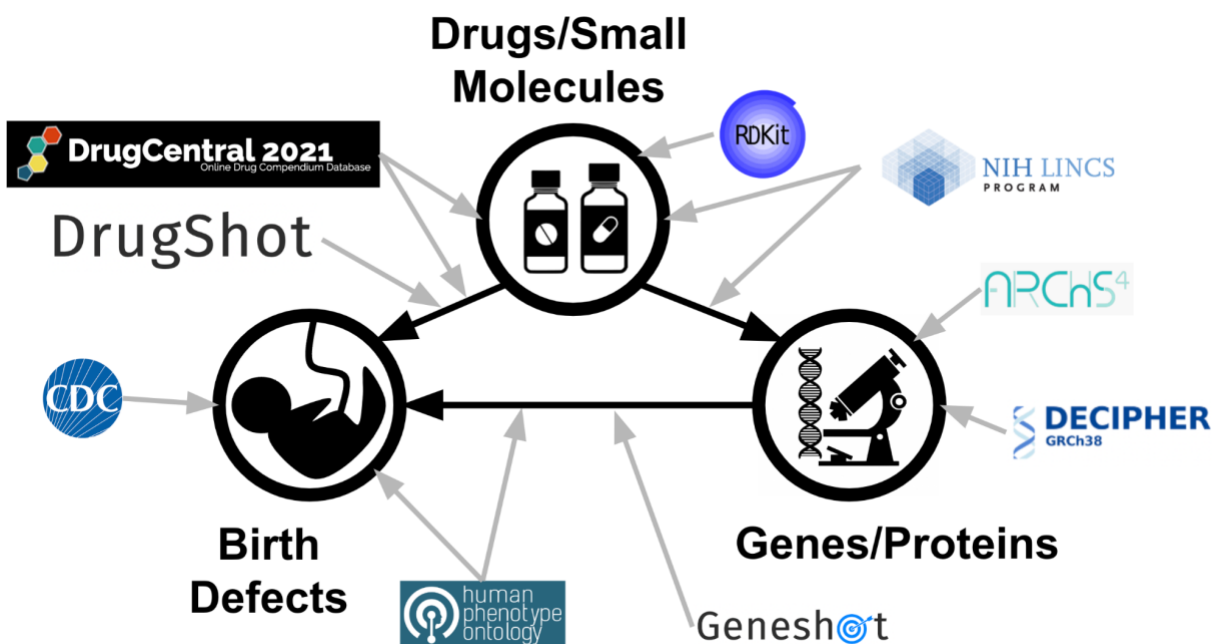 Drugs/Small
Molecules
DrugCentral 2021
Online Drug Compendium Database
RDKit
NIH LINCS
PROGRAM
DrugShot
ARCHS4
CDC
DECIPHER
GRCh38
Birth
Defects
Genes/Proteins
human
phenotype
ontology
Geneshot